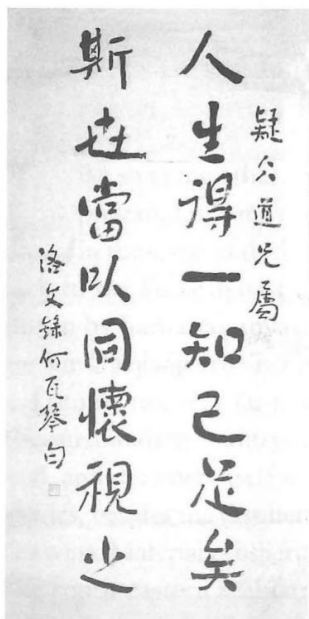 疑仌道兄屬
人生得一知己足矣
斯世當以同懷視之
洛文錄何瓦琴句